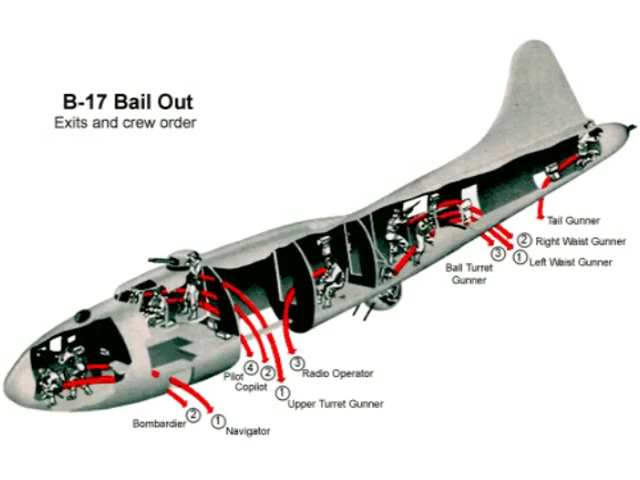 B-17 Bail Out
Exits and crew order
Tail Gunner
② Right Waist Gunner
③ ① Left Waist Gunner
Ball Turret
Gunner
④ ② ③
Pilot Radio Operator
Copilot
① Upper Turret Gunner
Bombardier ② ① Navigator